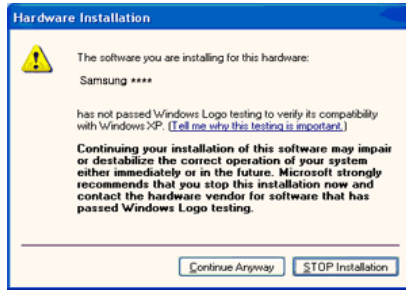 Hardware Installation
The software you are installing for this hardware:
Samsung ****
has not passed Windows Logo testing to verify its compatibility
with Windows XP. (Tell me why this testing is important.)
Continuing your installation of this software may impair
or destabilize the correct operation of your system
either immediately or in the future. Microsoft strongly
recommends that you stop this installation now and
contact the hardware vendor for software that has
passed Windows Logo testing.
Continue Anyway
STOP Installation